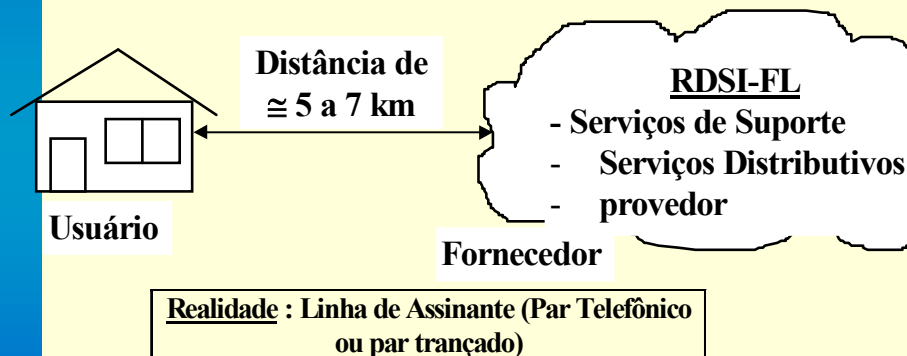 Distância de
≅ 5 a 7 km
RDSI-FL
- Serviços de Suporte
- Serviços Distributivos
- provedor
Usuário
Fornecedor
Realidade : Linha de Assinante (Par Telefônico
ou par trançado)